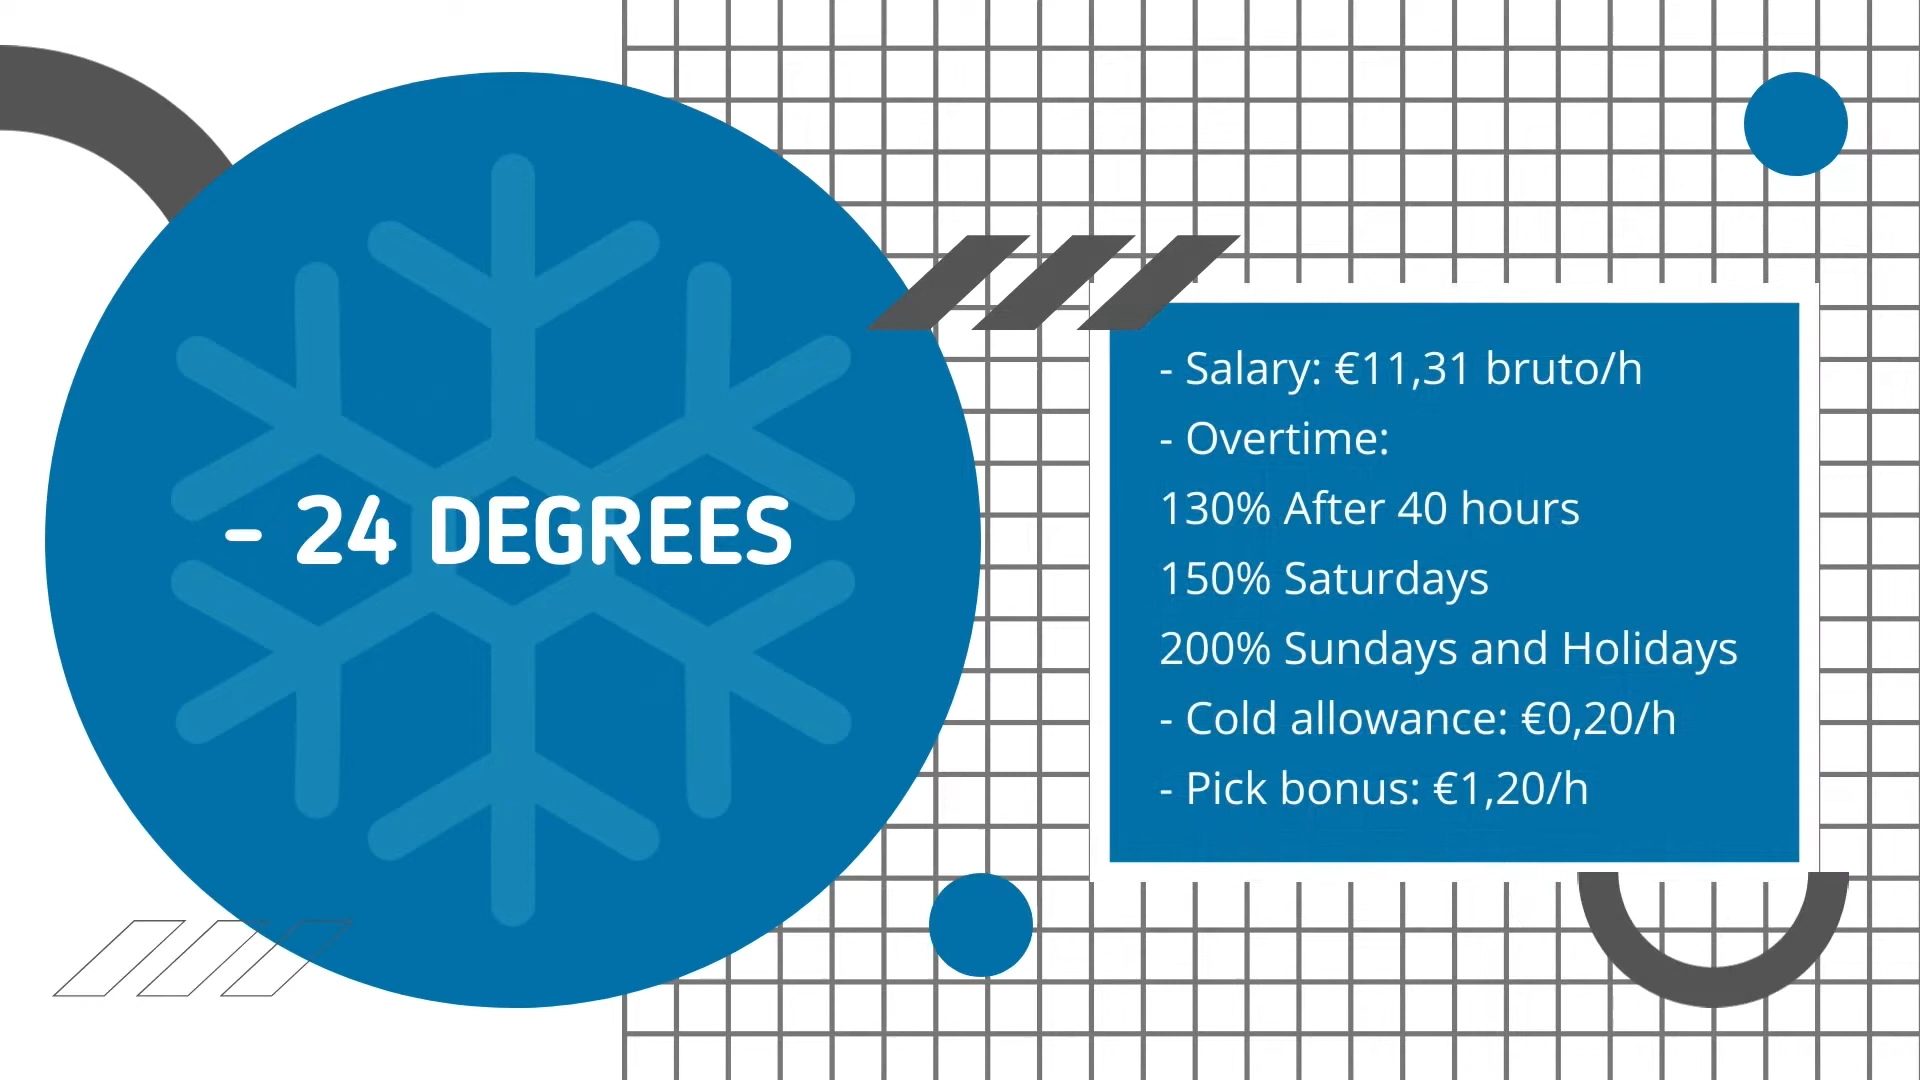 - 24 DEGREES
- Salary: €11,31 bruto/h
- Overtime:
130% After 40 hours
150% Saturdays
200% Sundays and Holidays
- Cold allowance: €0,20/h
- Pick bonus: €1,20/h